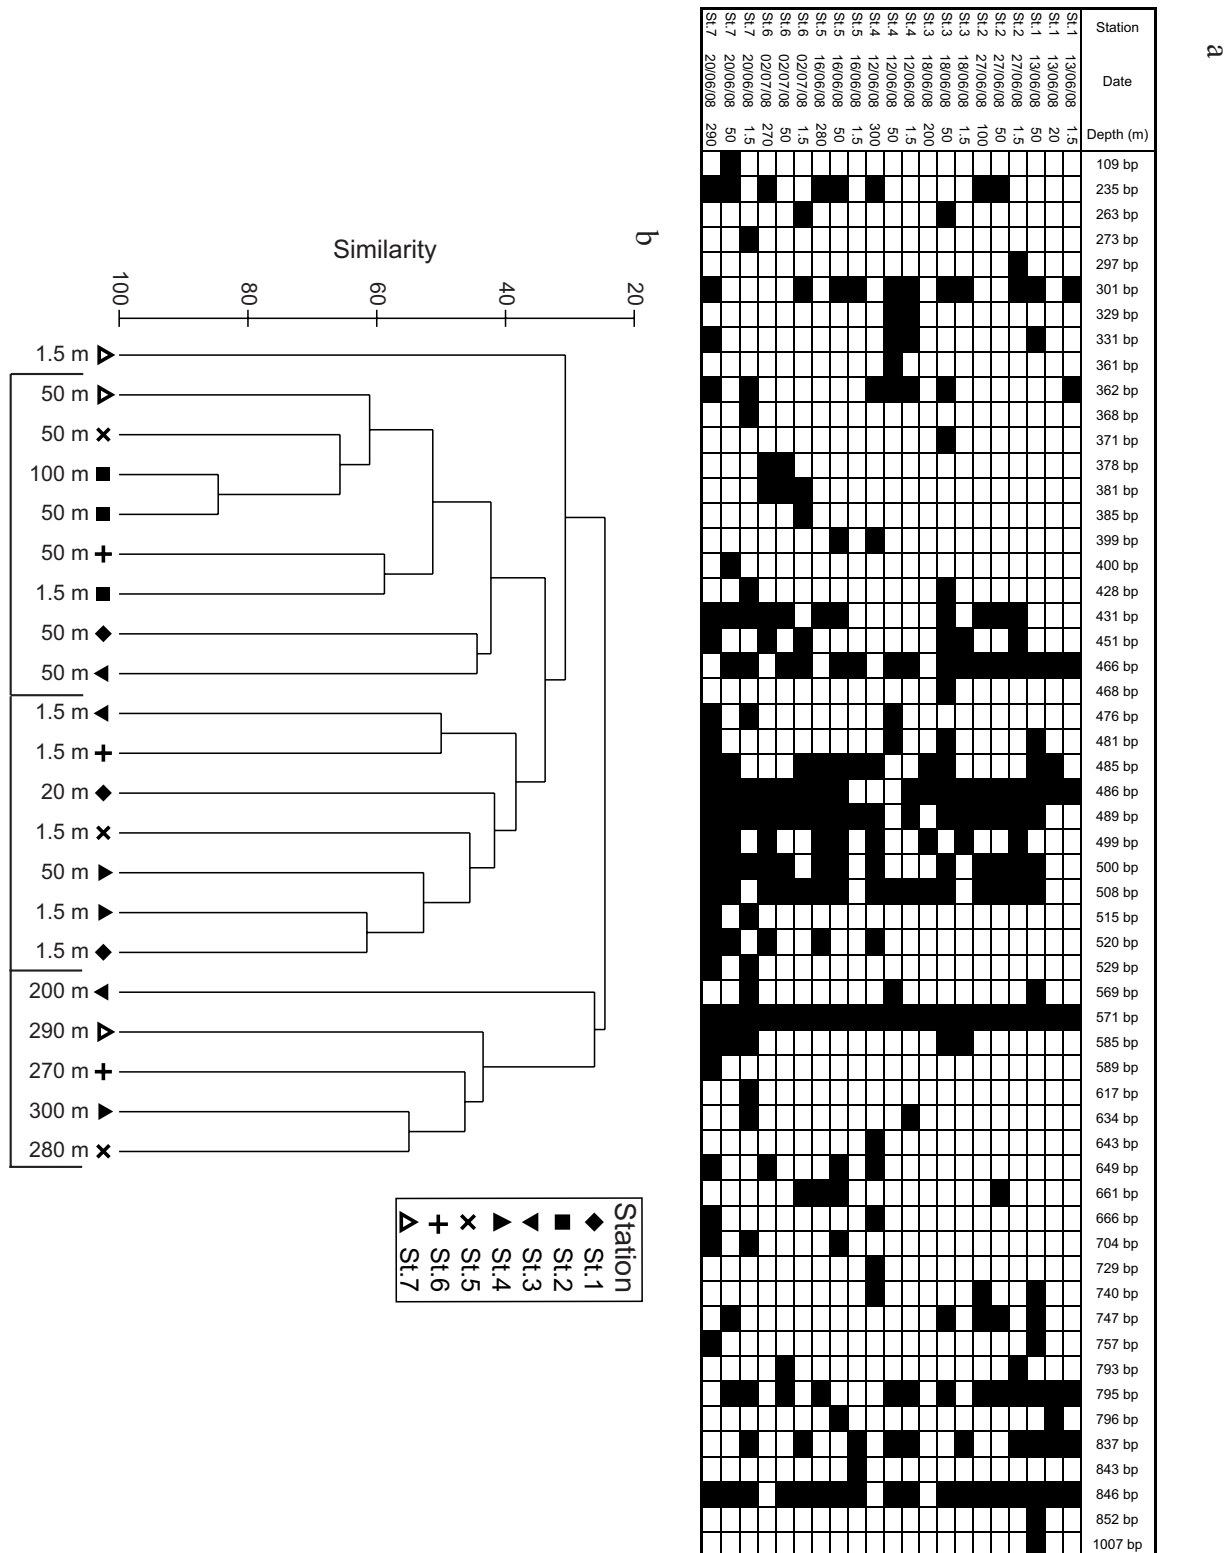 a
Station Date Depth (m)
St.1 13/06/08 1.5
St.1 13/06/08 20
St.1 13/06/08 50
St.2 27/06/08 1.5
St.2 27/06/08 50
St.2 27/06/08 100
St.3 18/06/08 1.5
St.3 18/06/08 50
St.3 18/06/08 200
St.4 12/06/08 1.5
St.4 12/06/08 50
St.4 12/06/08 300
St.5 16/06/08 1.5
St.5 16/06/08 50
St.5 16/06/08 280
St.6 02/07/08 1.5
St.6 02/07/08 50
St.6 02/07/08 270
St.7 20/06/08 1.5
St.7 20/06/08 50
St.7 20/06/08 290
109 bp
235 bp
263 bp
273 bp
297 bp
301 bp
329 bp
331 bp
361 bp
362 bp
368 bp
371 bp
378 bp
381 bp
385 bp
399 bp
400 bp
428 bp
431 bp
451 bp
466 bp
468 bp
476 bp
481 bp
485 bp
486 bp
489 bp
499 bp
500 bp
508 bp
515 bp
520 bp
529 bp
569 bp
571 bp
585 bp
589 bp
617 bp
634 bp
643 bp
649 bp
661 bp
666 bp
704 bp
729 bp
740 bp
747 bp
757 bp
793 bp
795 bp
796 bp
837 bp
843 bp
846 bp
852 bp
1007 bp
b
Similarity
20
40
60
80
100
1.5 m
50 m
50 m
100 m
50 m
50 m
1.5 m
50 m
50 m
1.5 m
1.5 m
20 m
1.5 m
50 m
1.5 m
1.5 m
200 m
290 m
270 m
300 m
280 m
Station
St.1
St.2
St.3
St.4
St.5
St.6
St.7